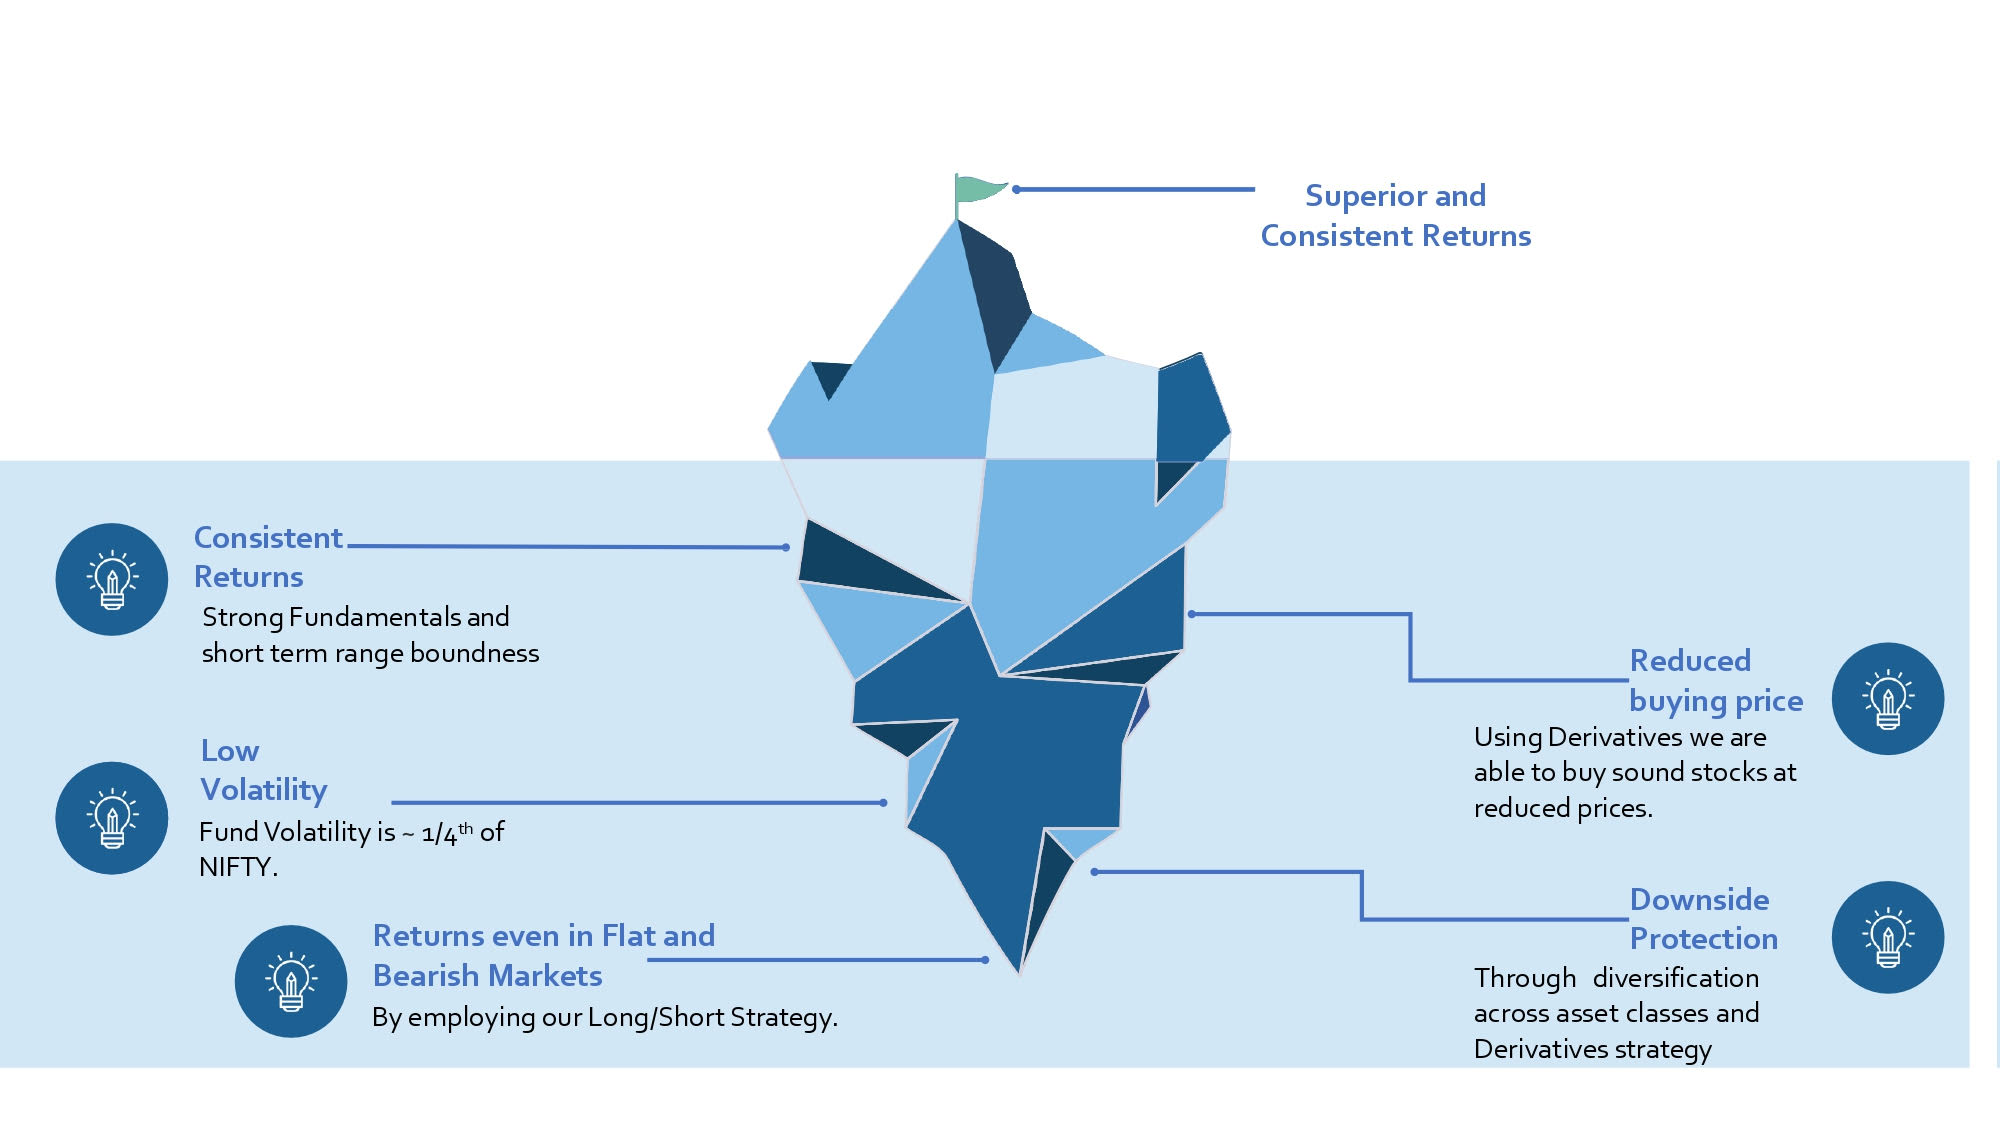 Superior and
Consistent Returns
Consistent
Returns
Strong Fundamentals and
short term range boundness
Low
Volatility
Fund Volatility is ~ 1/4th of
NIFTY.
Returns even in Flat and
Bearish Markets
By employing our Long/Short Strategy.
Reduced
buying price
Using Derivatives we are
able to buy sound stocks at
reduced prices.
Downside
Protection
Through diversification
across asset classes and
Derivatives strategy